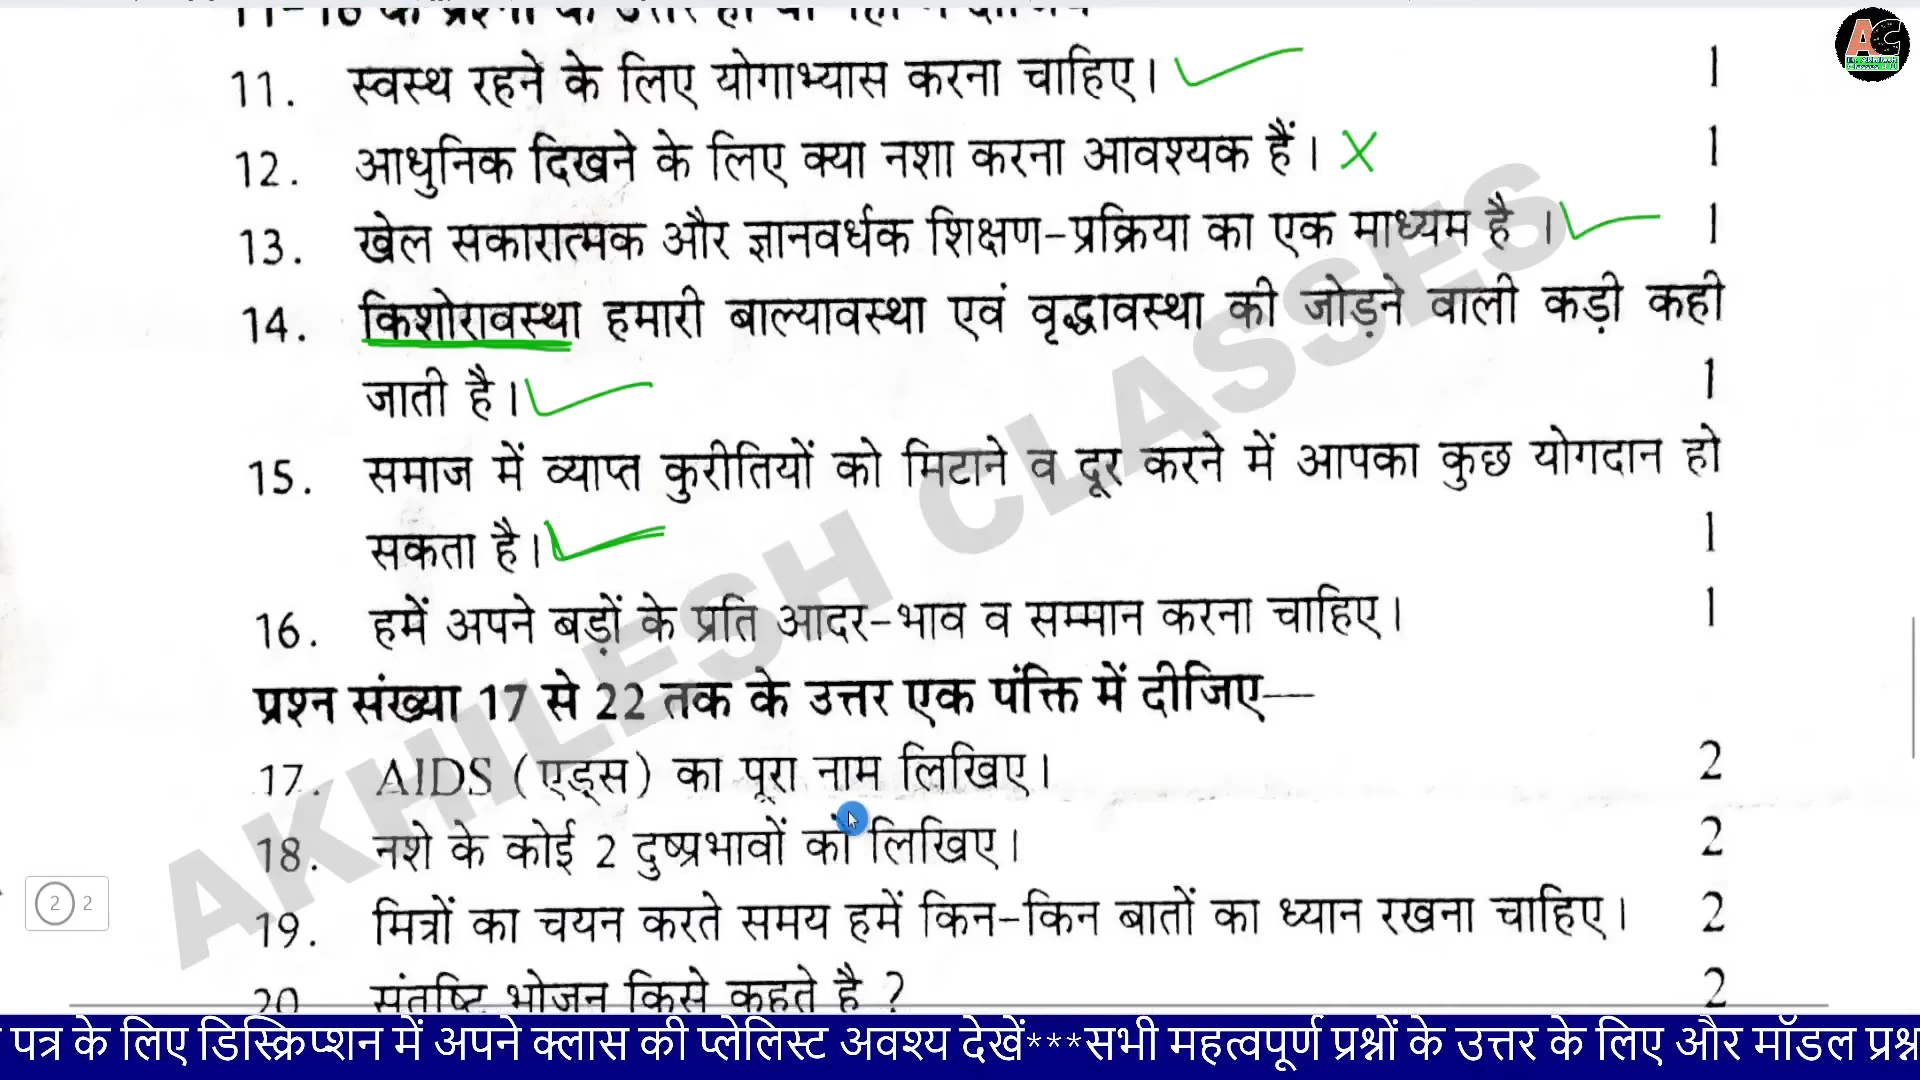 11. स्वस्थ रहने के लिए योगाभ्यास करना चाहिए। 1
12. आधुनिक दिखने के लिए क्या नशा करना आवश्यक हैं। 1
13. खेल सकारात्मक और ज्ञानवर्धक शिक्षण-प्रक्रिया का एक माध्यम है । 1
14. किशोरावस्था हमारी बाल्यावस्था एवं वृद्धावस्था की जोड़ने वाली कड़ी कही
जाती है। 1
15. समाज में व्याप्त कुरीतियों को मिटाने व दूर करने में आपका कुछ योगदान हो
सकता है। 1
16. हमें अपने बड़ों के प्रति आदर-भाव व सम्मान करना चाहिए। 1
प्रश्न संख्या 17 से 22 तक के उत्तर एक पंक्ति में दीजिए—
17. AIDS (एड्स) का पूरा नाम लिखिए। 2
18. नशे के कोई 2 दुष्प्रभावों को लिखिए। 2
19. मित्रों का चयन करते समय हमें किन-किन बातों का ध्यान रखना चाहिए। 2
20 संतुष्टि भोजन किसे कहते है ? 2
AKHILESH CLASSES
AC
2 2
पत्र के लिए डिस्क्रिप्शन में अपने क्लास की प्लेलिस्ट अवश्य देखें***सभी महत्वपूर्ण प्रश्नों के उत्तर के लिए और मॉडल प्रश्न